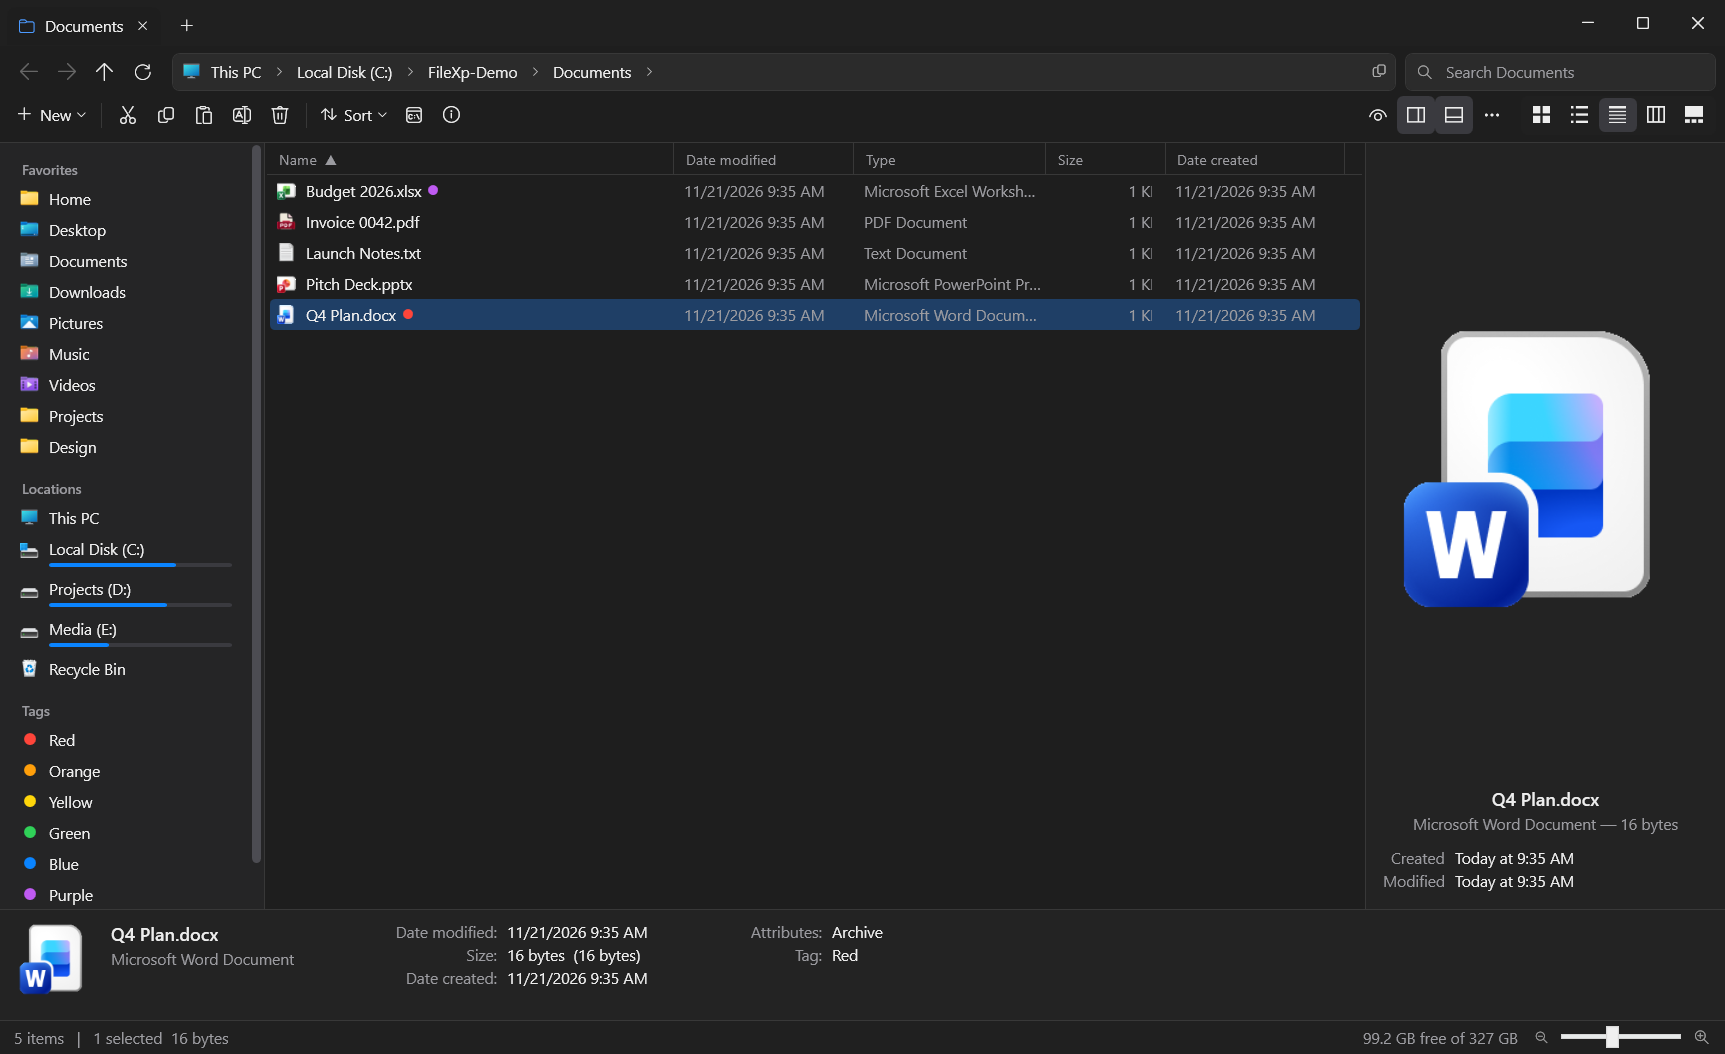 Documents
This PC > Local Disk (C:) > FileXp-Demo > Documents >
Search Documents
New
Sort
Favorites
Home
Desktop
Documents
Downloads
Pictures
Music
Videos
Projects
Design
Locations
This PC
Local Disk (C:)
Projects (D:)
Media (E:)
Recycle Bin
Tags
Red
Orange
Yellow
Green
Blue
Purple
Name Date modified Type Size Date created
Budget 2026.xlsx 11/21/2026 9:35 AM Microsoft Excel Worksh... 1 K 11/21/2026 9:35 AM
Invoice 0042.pdf 11/21/2026 9:35 AM PDF Document 1 K 11/21/2026 9:35 AM
Launch Notes.txt 11/21/2026 9:35 AM Text Document 1 K 11/21/2026 9:35 AM
Pitch Deck.pptx 11/21/2026 9:35 AM Microsoft PowerPoint Pr... 1 K 11/21/2026 9:35 AM
Q4 Plan.docx 11/21/2026 9:35 AM Microsoft Word Docum... 1 K 11/21/2026 9:35 AM
W
Q4 Plan.docx
Microsoft Word Document — 16 bytes
Created Today at 9:35 AM
Modified Today at 9:35 AM
W
Q4 Plan.docx
Microsoft Word Document
Date modified: 11/21/2026 9:35 AM
Size: 16 bytes (16 bytes)
Date created: 11/21/2026 9:35 AM
Attributes: Archive
Tag: Red
5 items | 1 selected 16 bytes
99.2 GB free of 327 GB